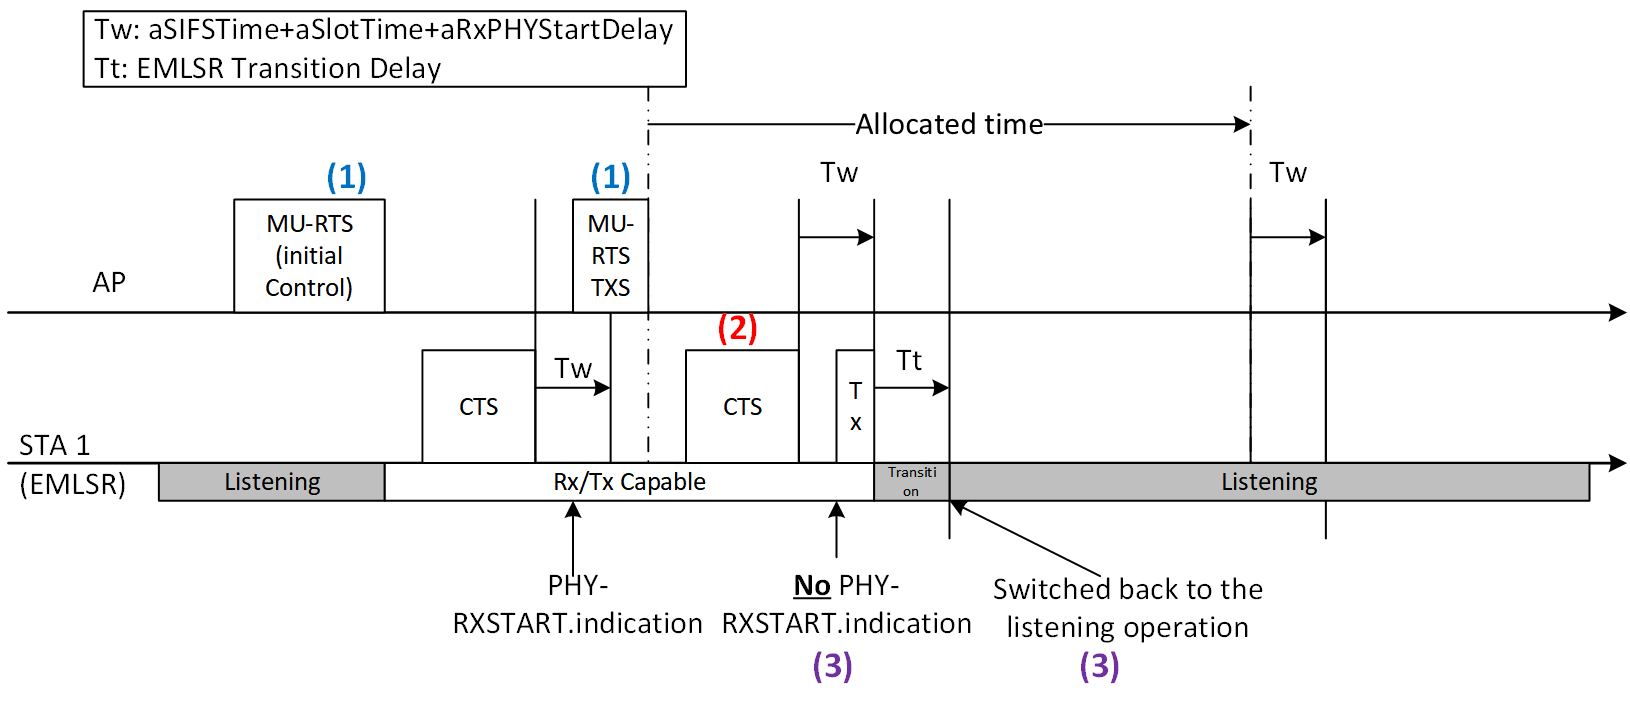 Tw: aSIFSTime+aSlotTime+aRxPHYStartDelay
Tt: EMLSR Transition Delay
Allocated time
(1)
(1)
Tw
Tw
MU-RTS
(initial
Control)
MU-
RTS
TXS
AP
(2)
CTS
Tw
CTS
T
x
Tt
STA 1
(EMLSR)
Listening
Rx/Tx Capable
Transiti
on
Listening
PHY-
RXSTART.indication
No PHY-
RXSTART.indication
(3)
Switched back to the
listening operation
(3)